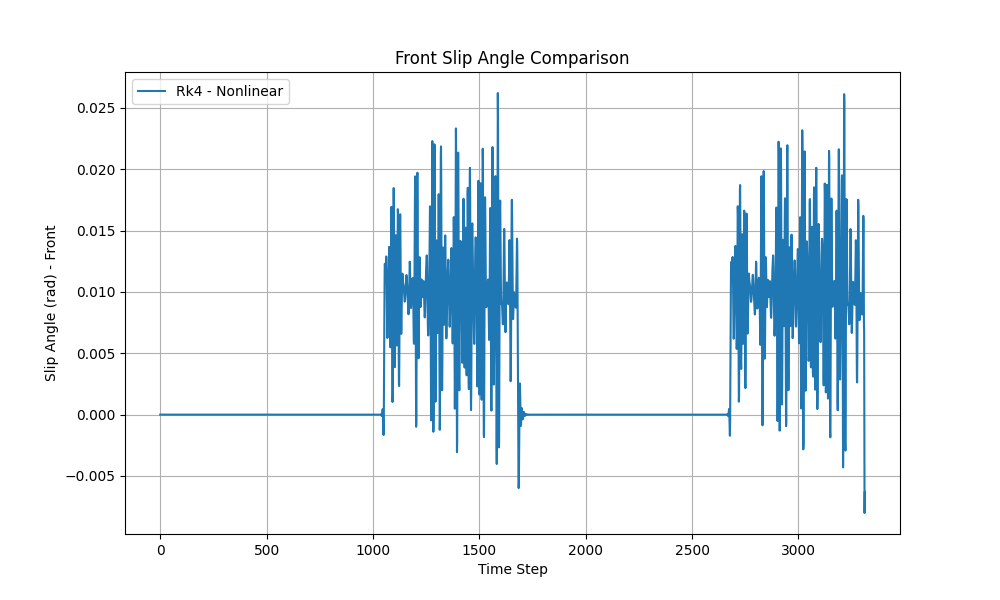 Front Slip Angle Comparison
Rk4 - Nonlinear
Slip Angle (rad) - Front
0.025
0.020
0.015
0.010
0.005
0.000
−0.005
0 500 1000 1500 2000 2500 3000
Time Step